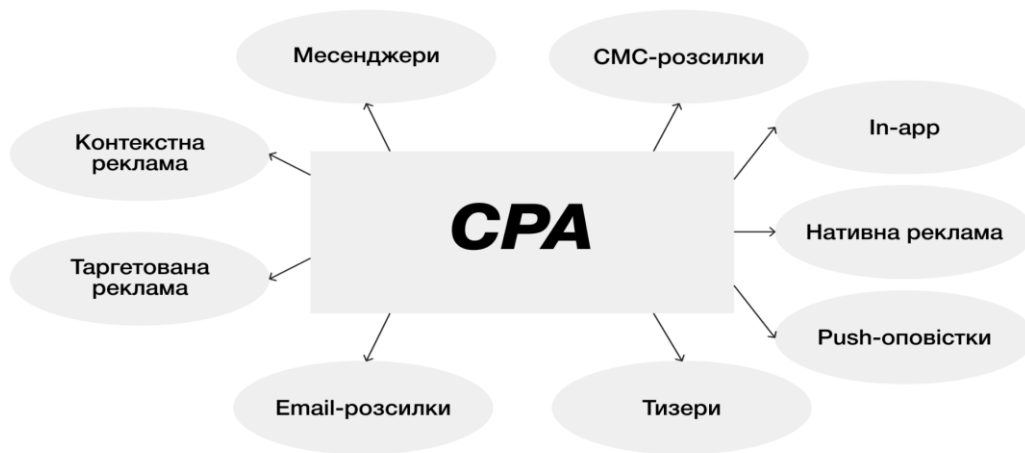 Месенджери
СМС-розсилки
Контекстна
реклама
In-app
CPA
Нативна реклама
Таргетована
реклама
Push-оповістки
Email-розсилки
Тизери